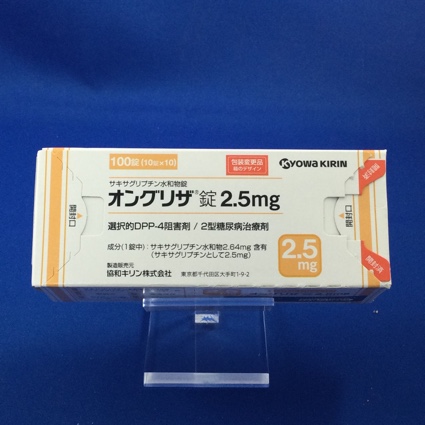 100錠 (10錠×10)
包装変更品
箱のデザイン
KYOWA KIRIN
サキサグリプチン水和物錠
オングリザ®錠 2.5mg
選択的DPP-4阻害剤 / 2型糖尿病治療剤
成分(1錠中): サキサグリプチン水和物2.64mg 含有
(サキサグリプチンとして2.5mg)
製造販売元
協和キリン株式会社
東京都千代田区大手町1-9-2
2.5
mg
開封口
開封口
開封済
開封済